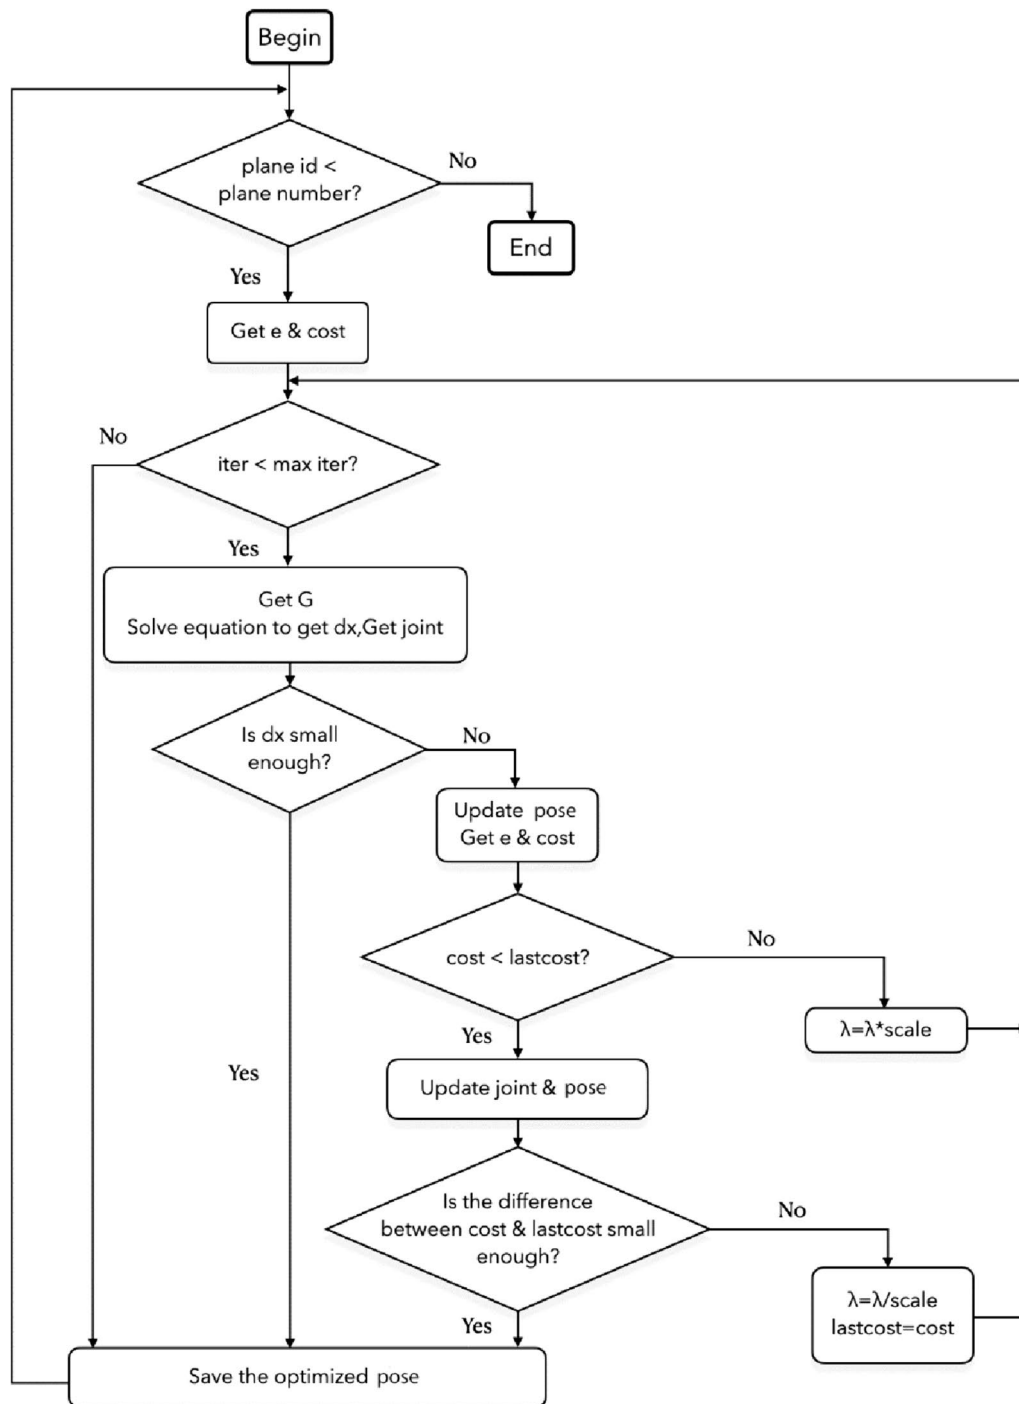 Begin
plane id <
plane number?
No
End
Yes
Get e & cost
No
iter < max iter?
Yes
Get G
Solve equation to get dx,Get joint
Is dx small
enough?
No
Update pose
Get e & cost
cost < lastcost?
No
λ=λ*scale
Yes
Yes
Update joint & pose
Is the difference
between cost & lastcost small
enough?
No
λ=λ/scale
lastcost=cost
Yes
Save the optimized pose